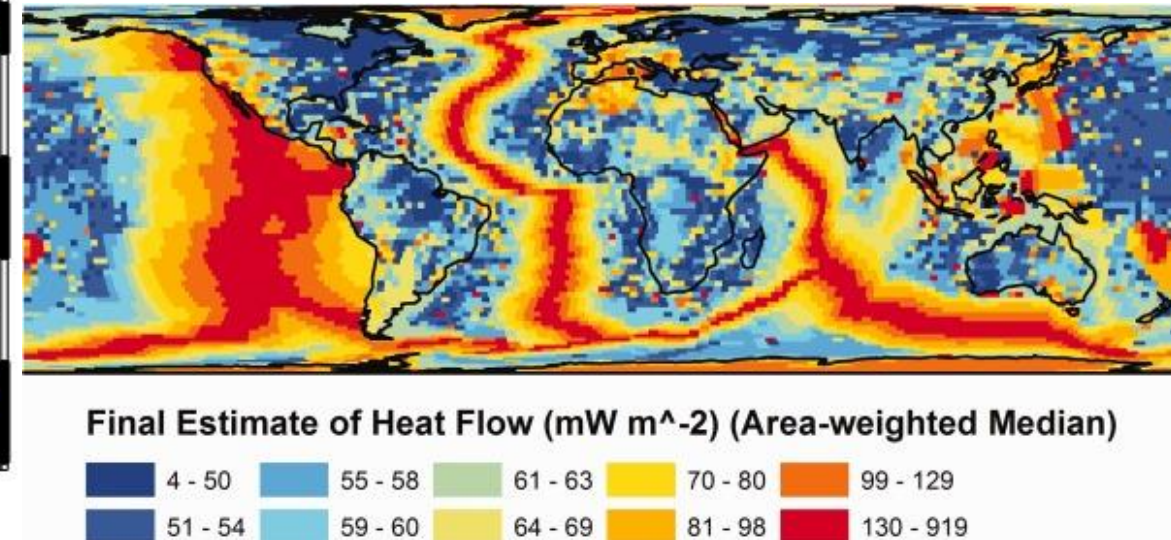 Final Estimate of Heat Flow (mW m^-2) (Area-weighted Median)
4 - 50 55 - 58 61 - 63 70 - 80 99 - 129
51 - 54 59 - 60 64 - 69 81 - 98 130 - 919